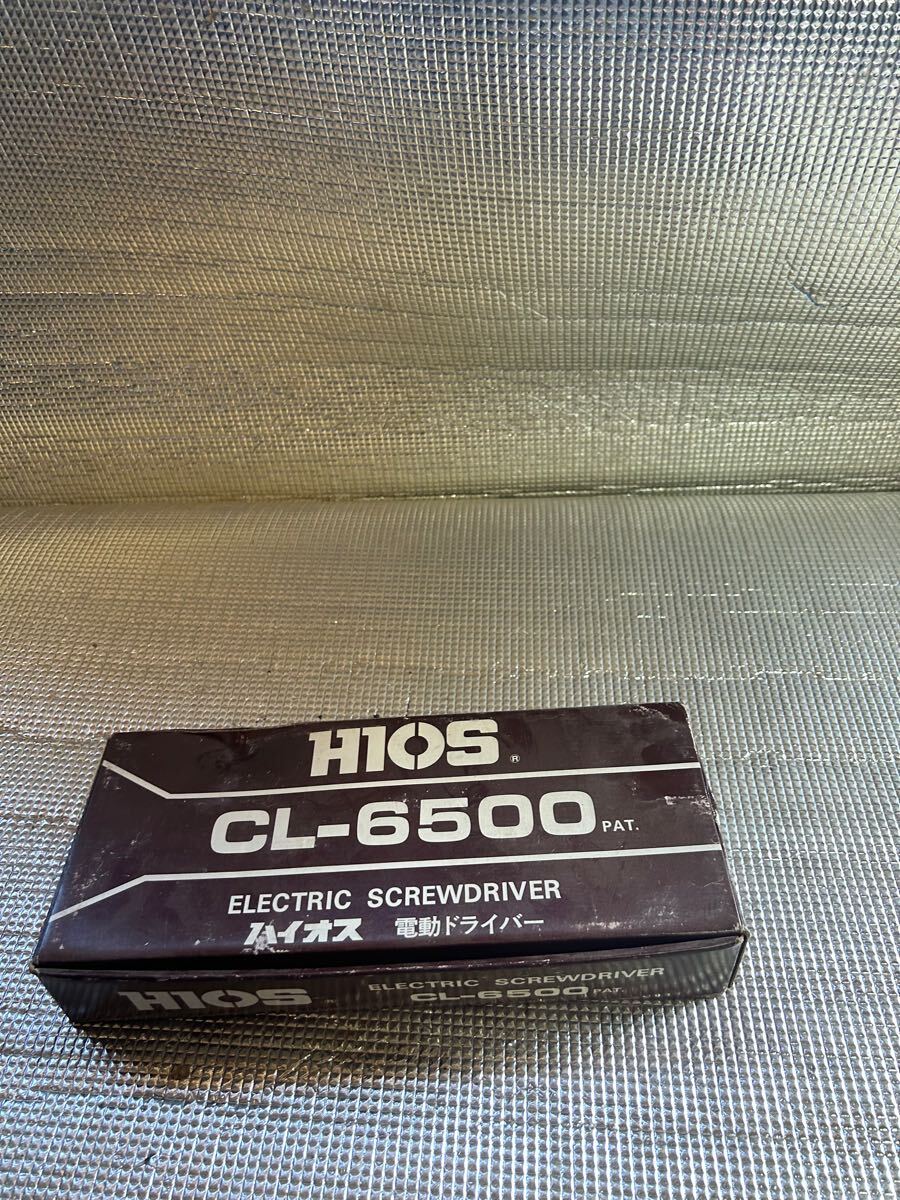 HIOS ®
CL-6500 PAT.
ELECTRIC SCREWDRIVER
ハイオス 電動ドライバー
HIOS ELECTRIC SCREWDRIVER
CL-6500 PAT.